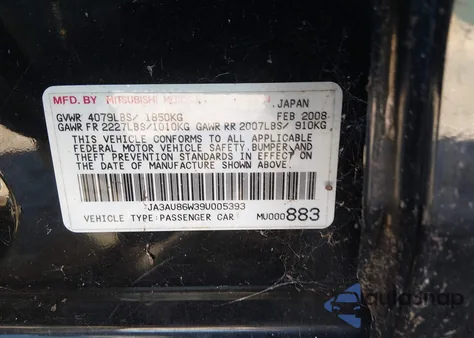 MFD. BY MITSUBISHI JAPAN
GVWR 4079LBS/ 1850KG FEB 2008
GAWR FR 2227LBS/1010KG GAWR RR 2007LBS/ 910KG
THIS VEHICLE CONFORMS TO ALL APPLICABLE
FEDERAL MOTOR VEHICLE SAFETY, BUMPER, AND
THEFT PREVENTION STANDARDS IN EFFECT ON
THE DATE OF MANUFACTURE SHOWN ABOVE.
JA3AU86W39U005393
VEHICLE TYPE: PASSENGER CAR MU000883